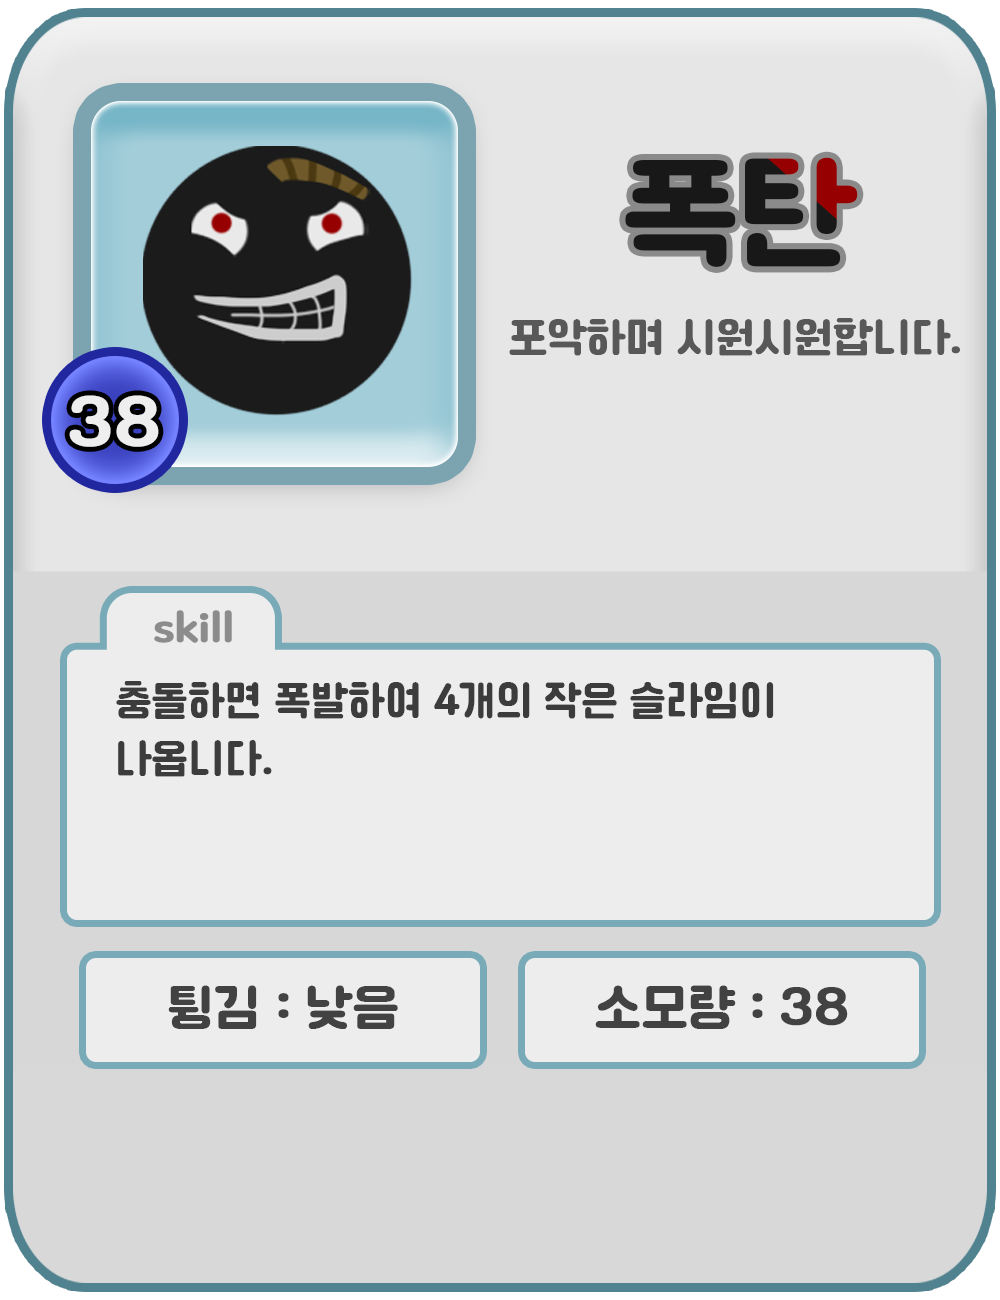 폭탄
포악하며 시원시원합니다.
38
skill
충돌하면 폭발하여 4개의 작은 슬라임이
나옵니다.
튕김 : 낮음
소모량 : 38